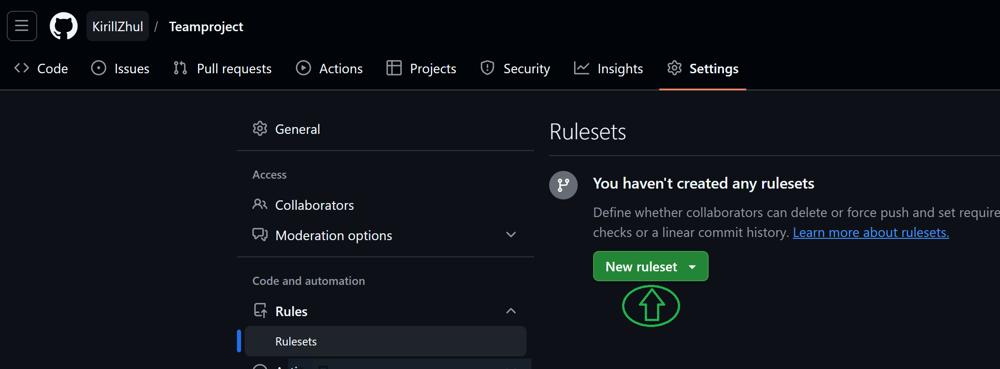 KirillZhul / Teamproject
Code Issues Pull requests Actions Projects Security Insights Settings
General
Access
Collaborators
Moderation options
Code and automation
Rules
Rulesets
Rulesets
You haven't created any rulesets
Define whether collaborators can delete or force push and set require
checks or a linear commit history. Learn more about rulesets.
New ruleset